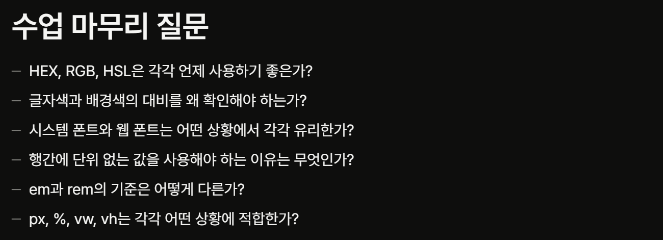 수업 마무리 질문
— HEX, RGB, HSL은 각각 언제 사용하기 좋은가?
— 글자색과 배경색의 대비를 왜 확인해야 하는가?
— 시스템 폰트와 웹 폰트는 어떤 상황에서 각각 유리한가?
— 행간에 단위 없는 값을 사용해야 하는 이유는 무엇인가?
— em과 rem의 기준은 어떻게 다른가?
— px, %, vw, vh는 각각 어떤 상황에 적합한가?